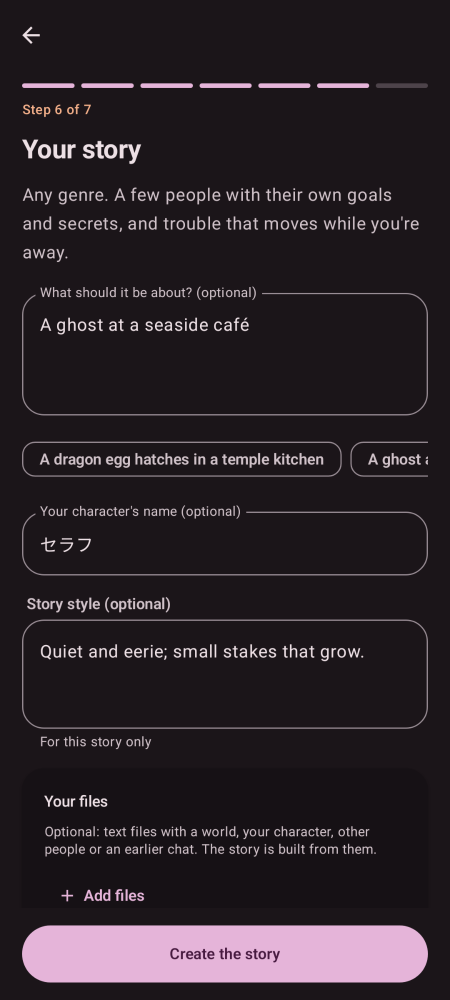 Step 6 of 7
Your story
Any genre. A few people with their own goals
and secrets, and trouble that moves while you're
away.
What should it be about? (optional)
A ghost at a seaside café
A dragon egg hatches in a temple kitchen
A ghost
Your character's name (optional)
セラフ
Story style (optional)
Quiet and eerie; small stakes that grow.
For this story only
Your files
Optional: text files with a world, your character, other
people or an earlier chat. The story is built from them.
+ Add files
Create the story